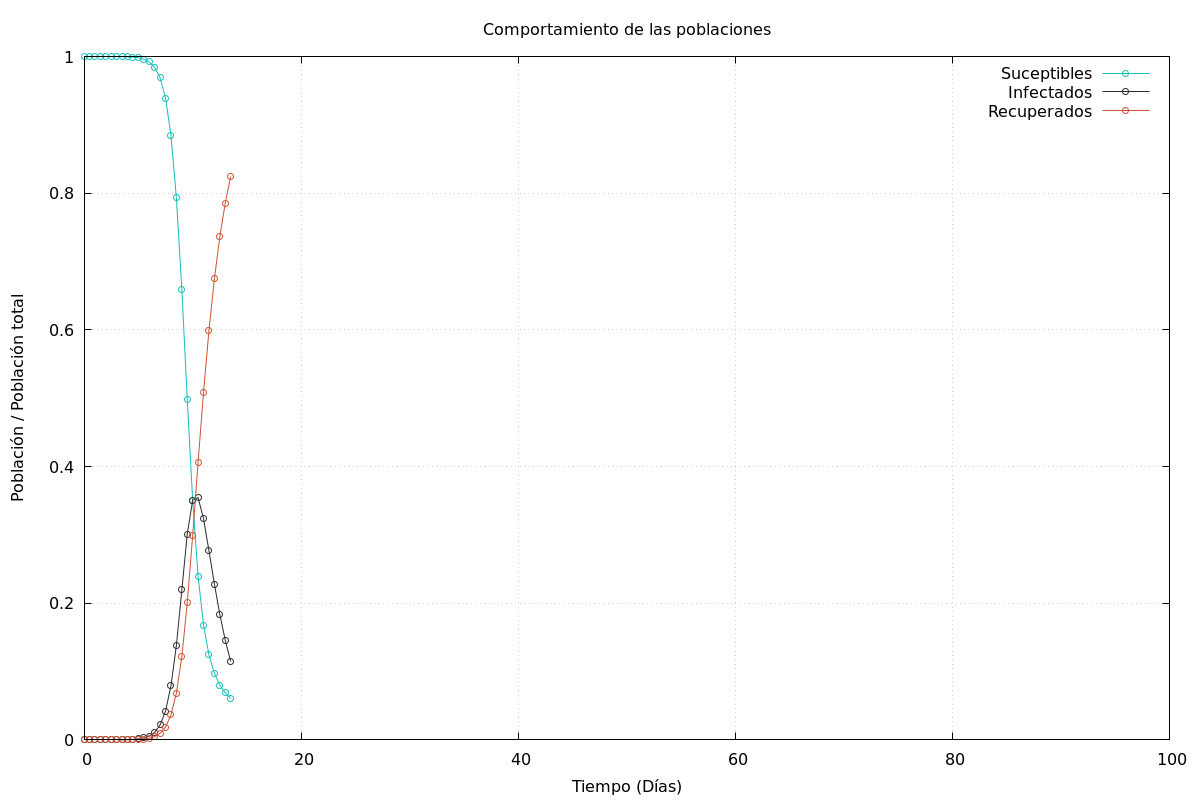 Comportamiento de las poblaciones
Suceptibles
Infectados
Recuperados
1
0.8
0.6
0.4
0.2
0
Población / Población total
0 20 40 60 80 100
Tiempo (Días)